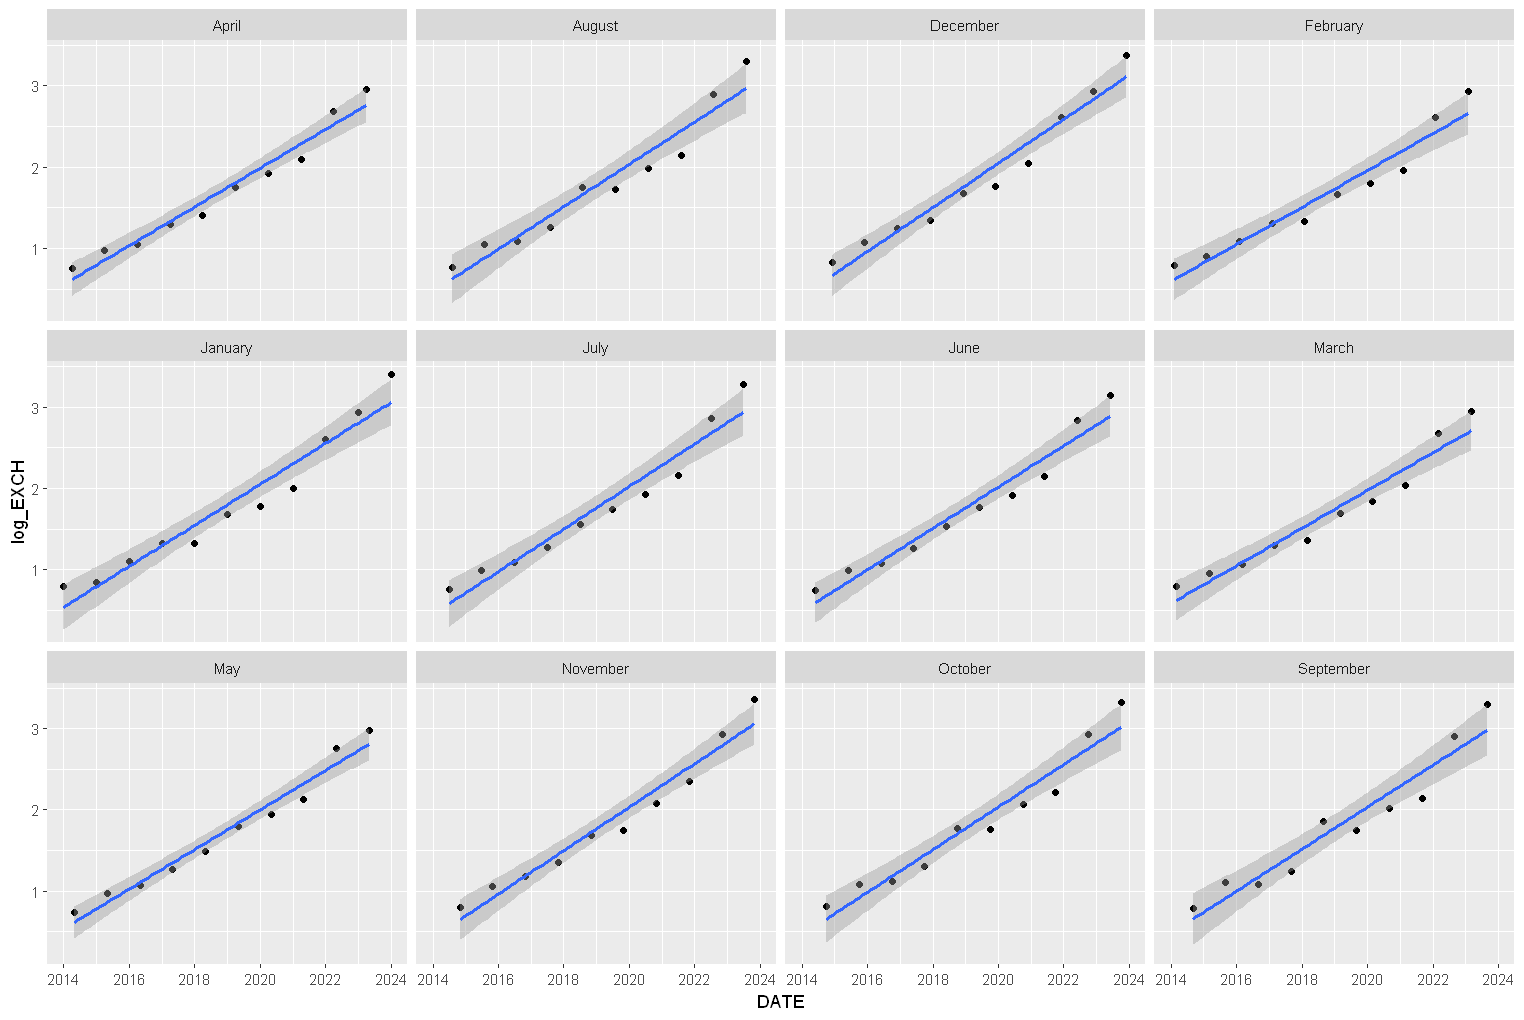 April August December February
3
2
1
January July June March
3
2
1
log_EXCH
May November October September
3
2
1
2014 2016 2018 2020 2022 2024 2014 2016 2018 2020 2022 2024 2014 2016 2018 2020 2022 2024 2014 2016 2018 2020 2022 2024
DATE